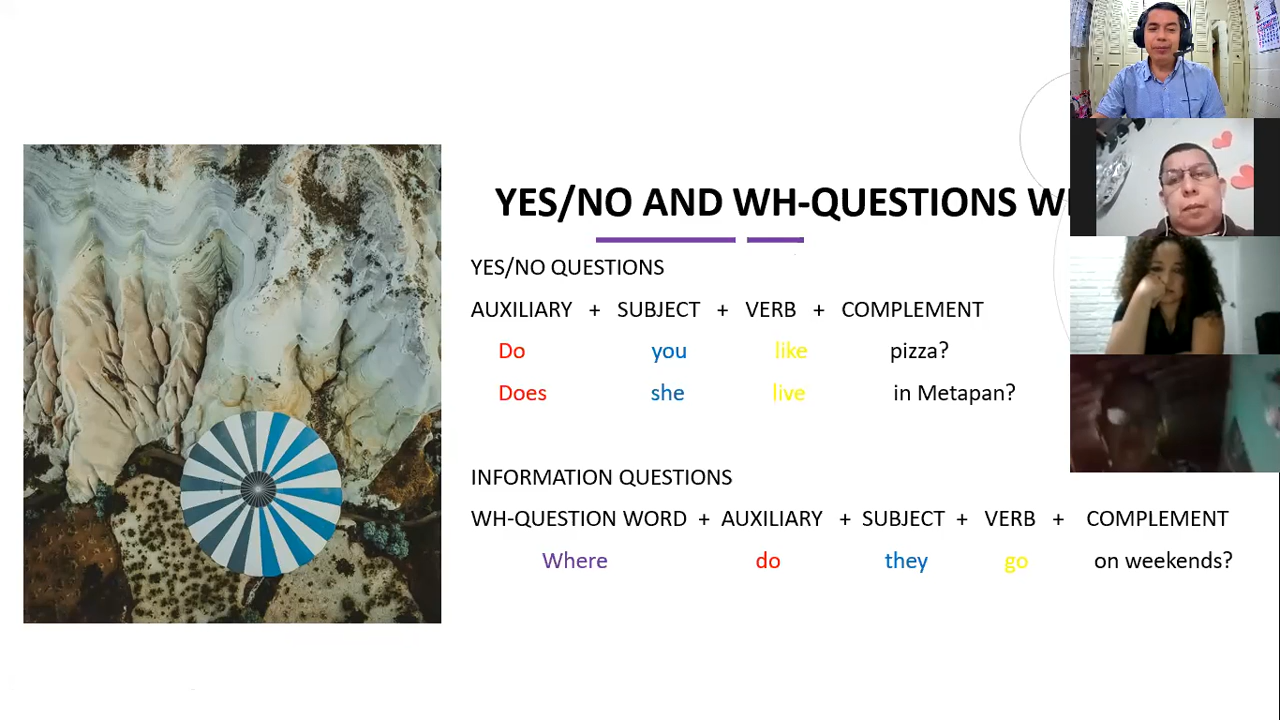 YES/NO AND WH-QUESTIONS
YES/NO QUESTIONS
AUXILIARY + SUBJECT + VERB + COMPLEMENT
Do you like pizza?
Does she live in Metapan?
INFORMATION QUESTIONS
WH-QUESTION WORD + AUXILIARY + SUBJECT + VERB + COMPLEMENT
Where do they go on weekends?